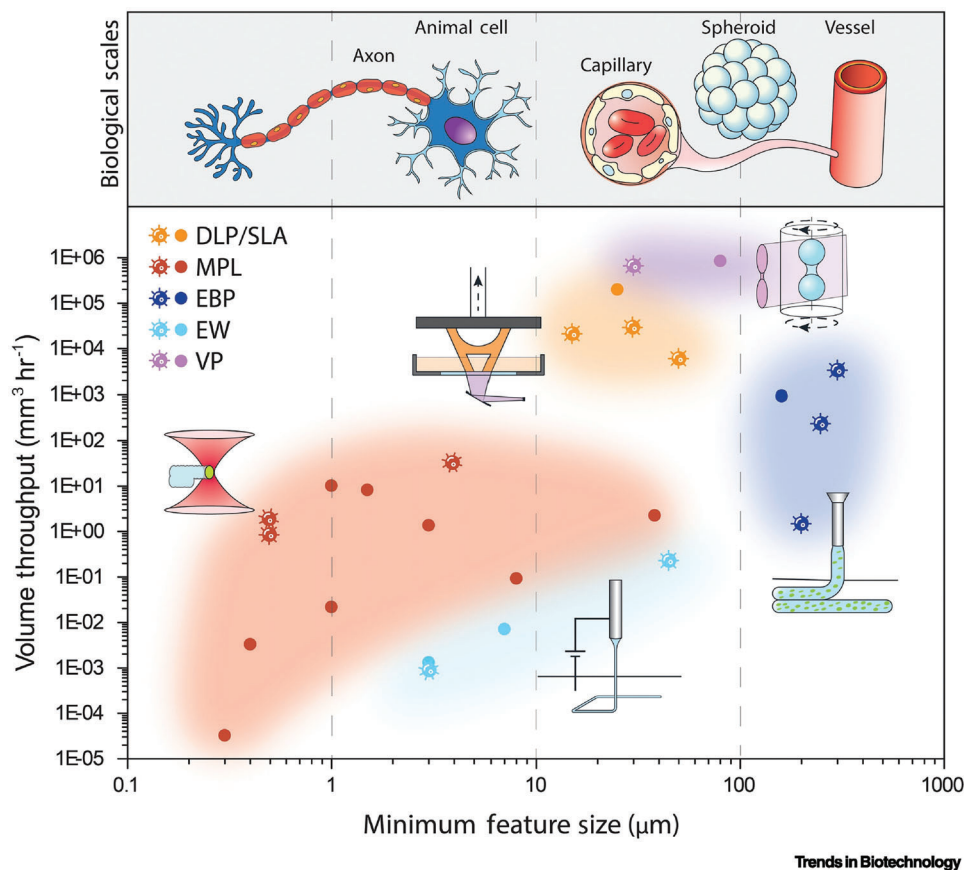 Biological scales
Axon
Animal cell
Capillary
Spheroid
Vessel
DLP/SLA
MPL
EBP
EW
VP
Volume throughput (mm³ hr⁻¹)
1E+06
1E+05
1E+04
1E+03
1E+02
1E+01
1E+00
1E-01
1E-02
1E-03
1E-04
1E-05
0.1
1
10
100
1000
Minimum feature size (μm)
Trends in Biotechnology